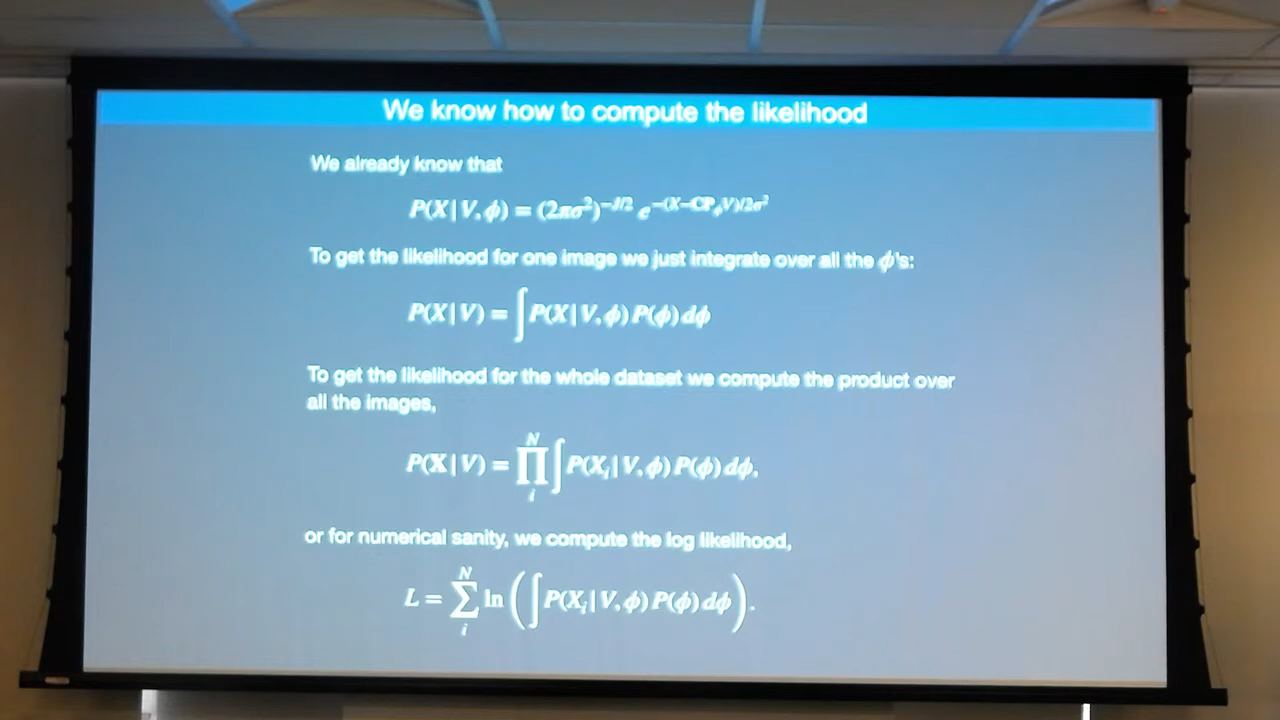 We know how to compute the likelihood
We already know that
P(X | V, ϕ) = (2πσ²)^{−J/2} e^{−(X−CP_ϕV)/2σ²}
To get the likelihood for one image we just integrate over all the ϕ's:
P(X | V) = ∫ P(X | V, ϕ) P(ϕ) dϕ
To get the likelihood for the whole dataset we compute the product over
all the images,
P(X | V) = ∏_i^N ∫ P(X_i | V, ϕ) P(ϕ) dϕ,
or for numerical sanity, we compute the log likelihood,
L = ∑_i^N ln ( ∫ P(X_i | V, ϕ) P(ϕ) dϕ ).